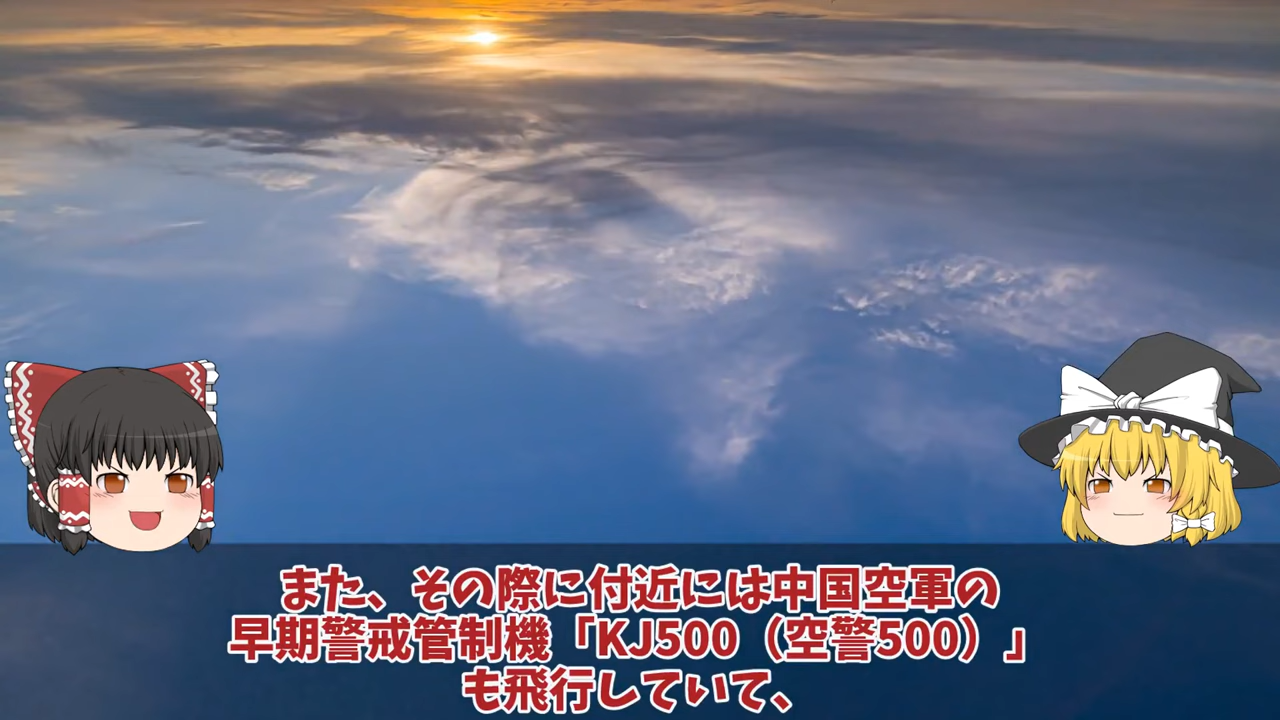 また、その際に付近には中国空軍の
早期警戒管制機「KJ500（空警500）」
も飛行していて、